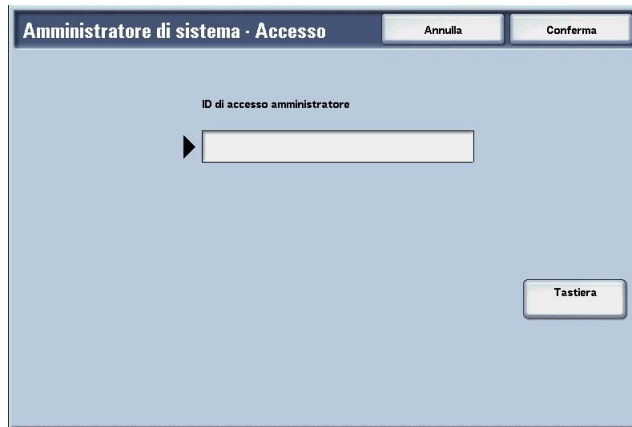 Amministratore di sistema - Accesso
Annulla
Conferma
ID di accesso amministratore
Tastiera